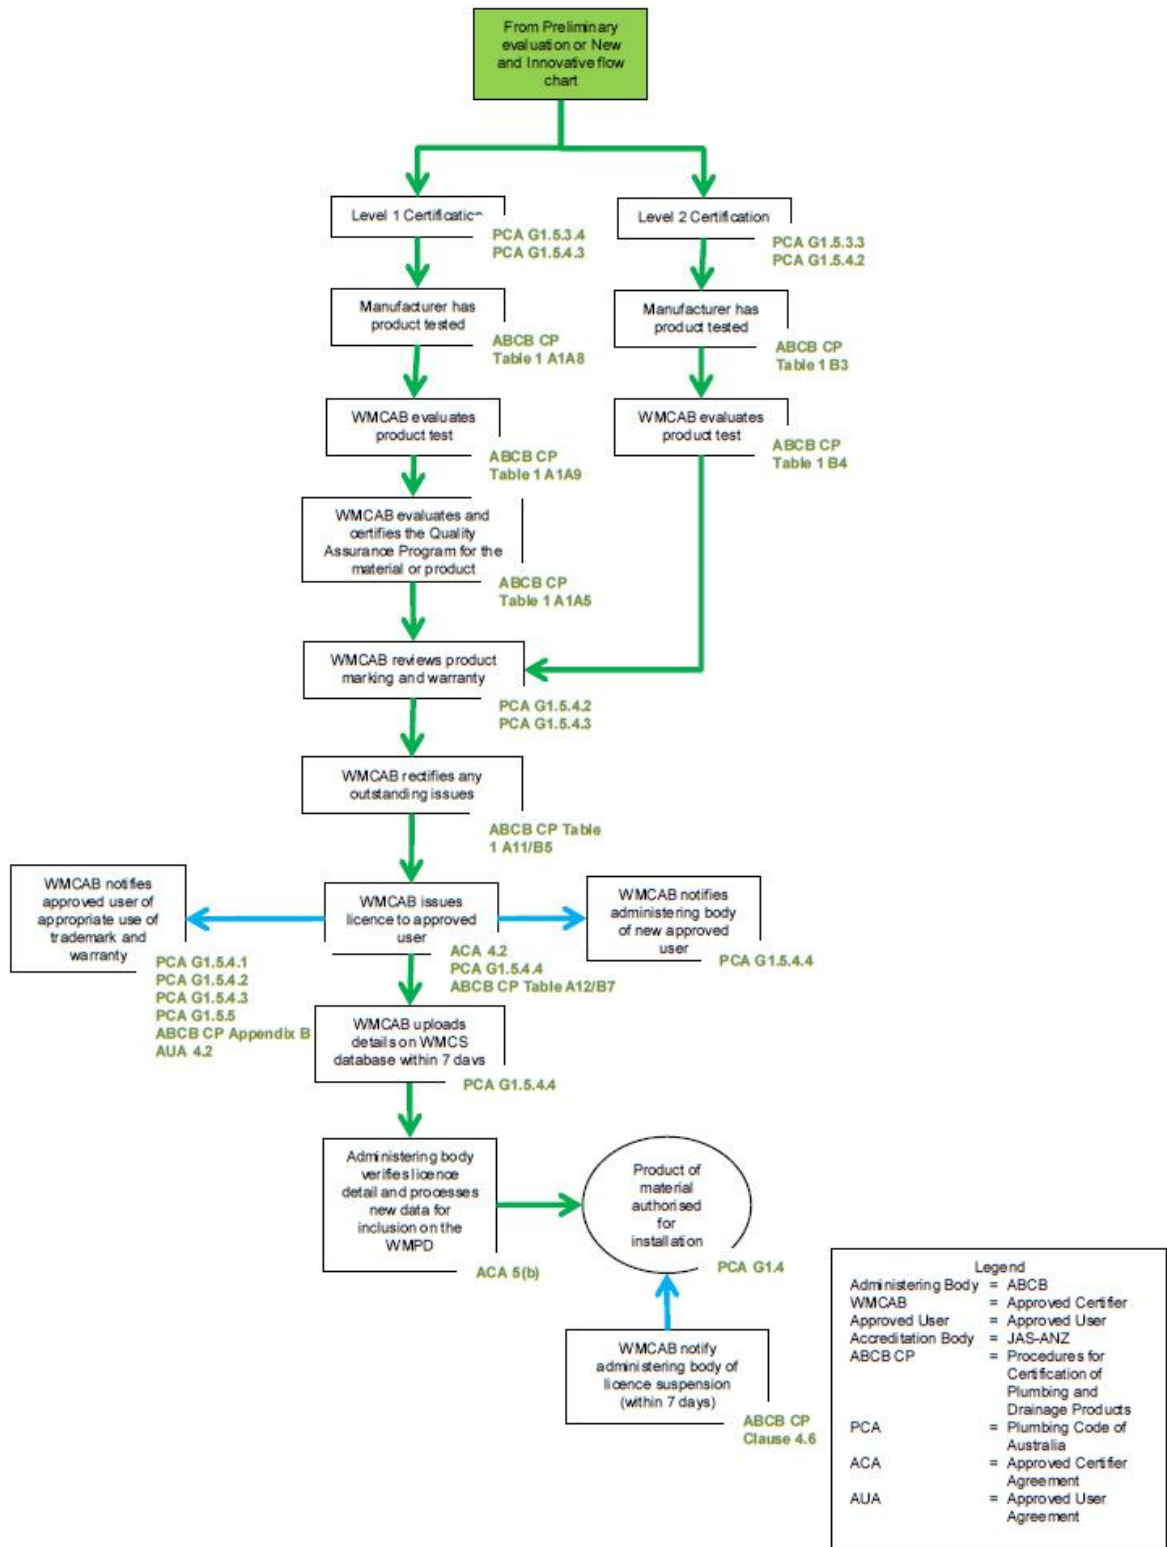 From Preliminary
evaluation or New
and Innovative flow
chart
Level 1 Certification
PCA G1.5.3.4
PCA G1.5.4.3
Level 2 Certification
PCA G1.5.3.3
PCA G1.5.4.2
Manufacturer has
product tested
ABCB CP
Table 1 A1A8
Manufacturer has
product tested
ABCB CP
Table 1 B3
WMCAB evaluates
product test
ABCB CP
Table 1 A1A9
WMCAB evaluates
product test
ABCB CP
Table 1 B4
WMCAB evaluates and
certifies the Quality
Assurance Program for the
material or product
ABCB CP
Table 1 A1A5
WMCAB reviews product
marking and warranty
PCA G1.5.4.2
PCA G1.5.4.3
WMCAB rectifies any
outstanding issues
ABCB CP Table
1 A11/B5
WMCAB notifies
approved user of
appropriate use of
trademark and
warranty
PCA G1.5.4.1
PCA G1.5.4.2
PCA G1.5.4.3
PCA G1.5.5
ABCB CP Appendix B
AUA 4.2
WMCAB issues
licence to approved
user
ACA 4.2
PCA G1.5.4.4
ABCB CP Table A12/B7
WMCAB notifies
administering body
of new approved
user
PCA G1.5.4.4
WMCAB uploads
details on WMCS
database within 7 days
PCA G1.5.4.4
Administering body
verifies licence
detail and processes
new data for
inclusion on the
WMPD
ACA 5(b)
Product of
material
authorised
for
installation
PCA G1.4
WMCAB notify
administering body of
licence suspension
(within 7 days)
ABCB CP
Clause 4.6
Legend
Administering Body = ABCB
WMCAB = Approved Certifier
Approved User = Approved User
Accreditation Body = JAS-ANZ
ABCB CP = Procedures for
Certification of
Plumbing and
Drainage Products
PCA = Plumbing Code of
Australia
ACA = Approved Certifier
Agreement
AUA = Approved User
Agreement